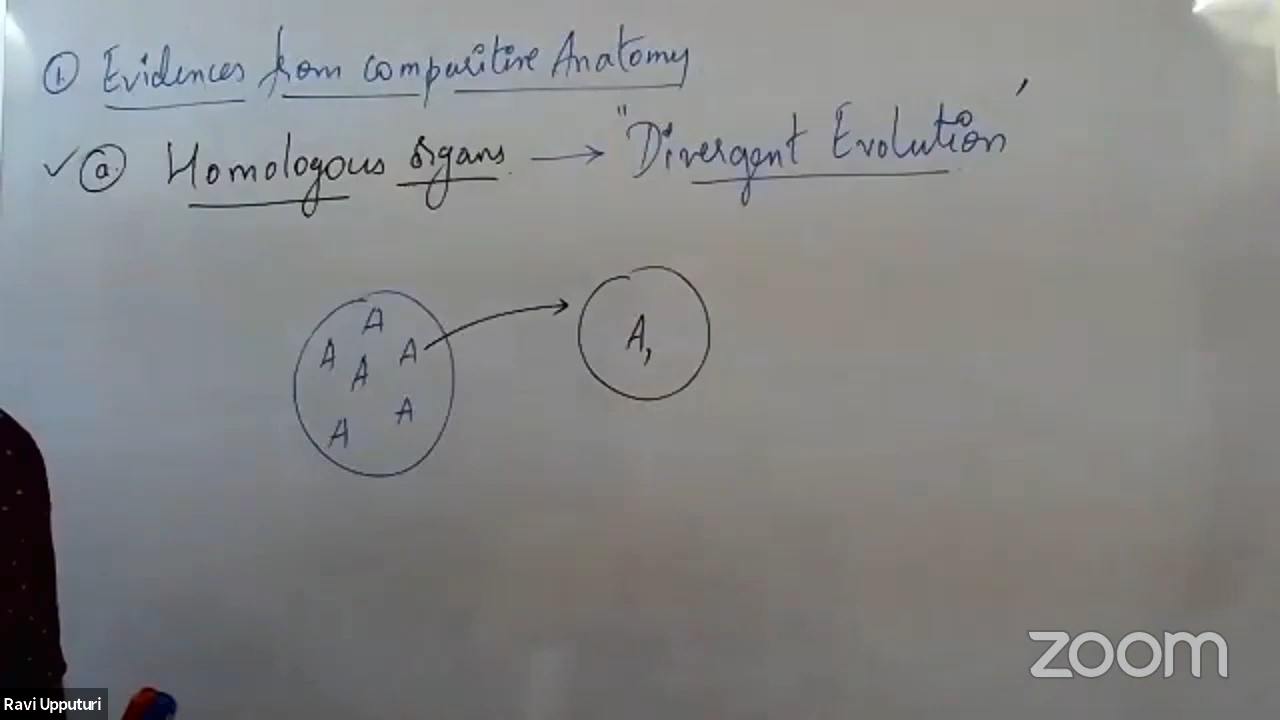 ① Evidences from comparitive Anatomy
✓ ⓐ Homologous organs → "Divergent Evolution"
A
A A
A
A
A
A,
zoom
Ravi Upputuri